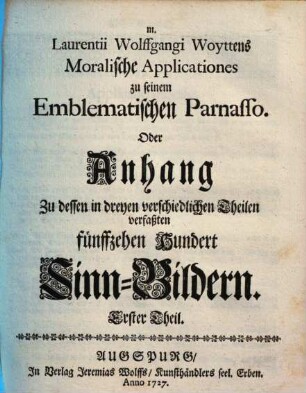 m.
Laurentii Wolffgangi Woyttens
Moralische Applicationes
zu seinem
Emblematischen Parnasso.
Oder
Anhang
Zu dessen in dreyen verschiedlichen Theilen
verfaßten
fünffzehen Hundert
Sinn=Bildern.
Erster Theil.
AUGSPURG/
In Verlag Jeremias Wolffs/ Kunsthändlers seel. Erben.
Anno 1727.